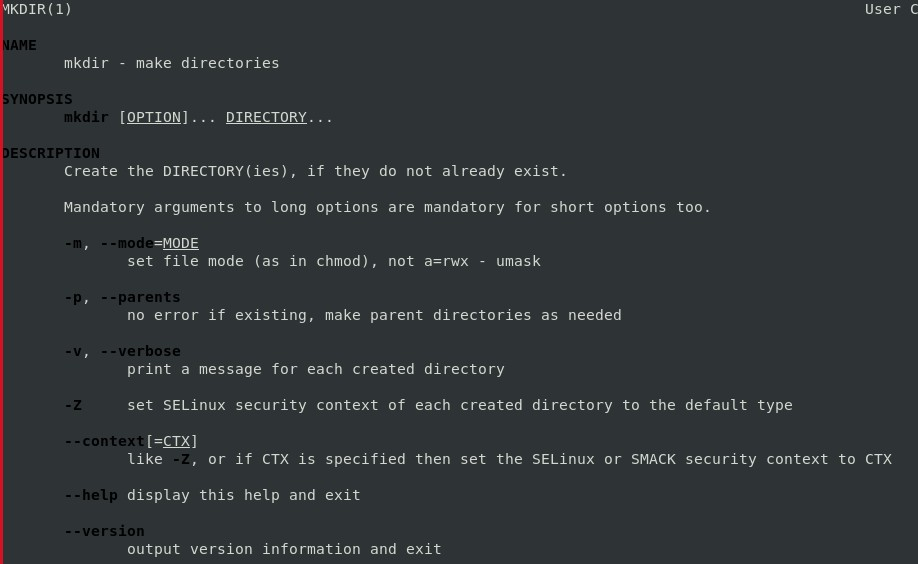 MKDIR(1) User C
NAME
mkdir - make directories
SYNOPSIS
mkdir [OPTION]... DIRECTORY...
DESCRIPTION
Create the DIRECTORY(ies), if they do not already exist.
Mandatory arguments to long options are mandatory for short options too.
-m, --mode=MODE
set file mode (as in chmod), not a=rwx - umask
-p, --parents
no error if existing, make parent directories as needed
-v, --verbose
print a message for each created directory
-Z set SELinux security context of each created directory to the default type
--context[=CTX]
like -Z, or if CTX is specified then set the SELinux or SMACK security context to CTX
--help display this help and exit
--version
output version information and exit